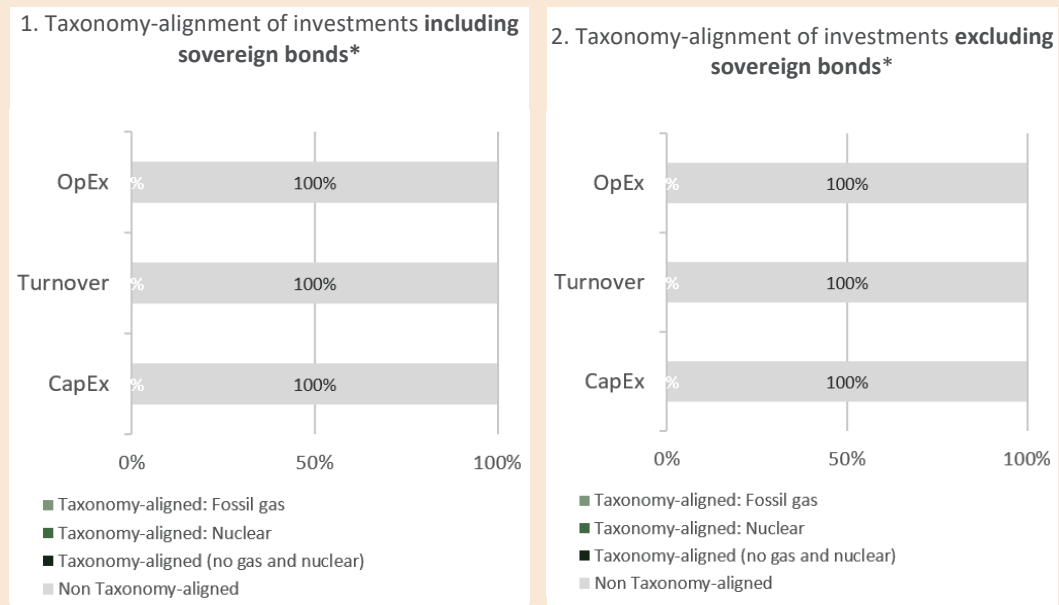 1. Taxonomy-alignment of investments including
sovereign bonds*
OpEx
%
100%
Turnover
%
100%
CapEx
%
100%
0%
50%
100%
Taxonomy-aligned: Fossil gas
Taxonomy-aligned: Nuclear
Taxonomy-aligned (no gas and nuclear)
Non Taxonomy-aligned
2. Taxonomy-alignment of investments excluding
sovereign bonds*
OpEx
%
100%
Turnover
%
100%
CapEx
%
100%
0%
50%
100%
Taxonomy-aligned: Fossil gas
Taxonomy-aligned: Nuclear
Taxonomy-aligned (no gas and nuclear)
Non Taxonomy-aligned